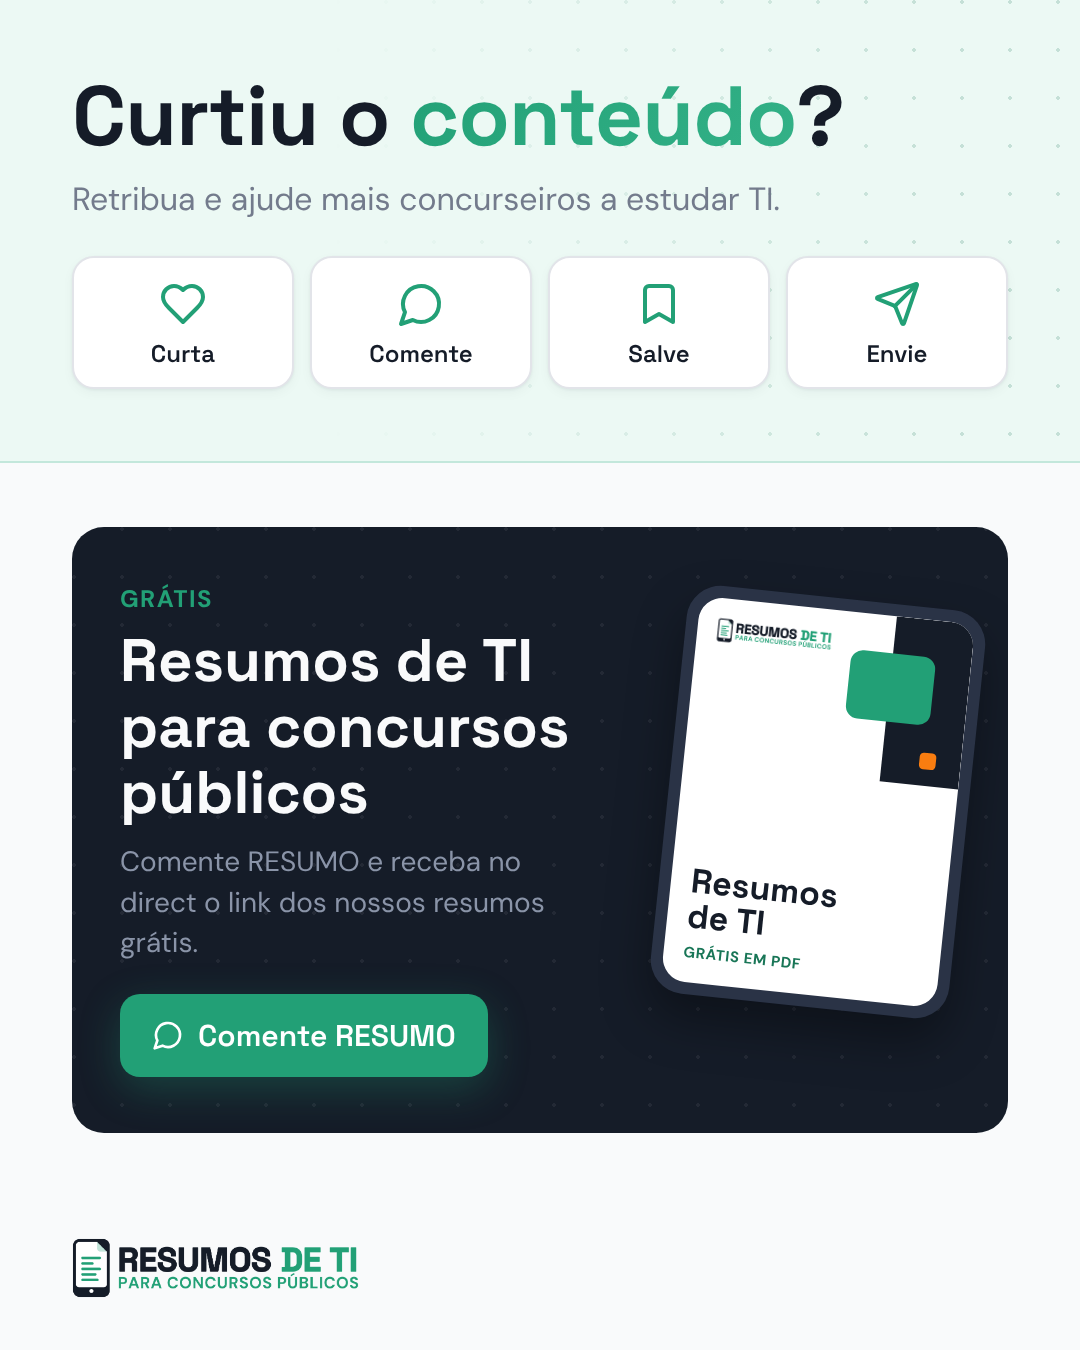 Curtiu o conteúdo?
Retribua e ajude mais concurseiros a estudar TI.
Curta
Comente
Salve
Envie
GRÁTIS
Resumos de TI
para concursos
públicos
Comente RESUMO e receba no
direct o link dos nossos resumos
grátis.
Comente RESUMO
RESUMOS DE TI
PARA CONCURSOS PÚBLICOS
Resumos
de TI
GRÁTIS EM PDF
RESUMOS DE TI
PARA CONCURSOS PÚBLICOS